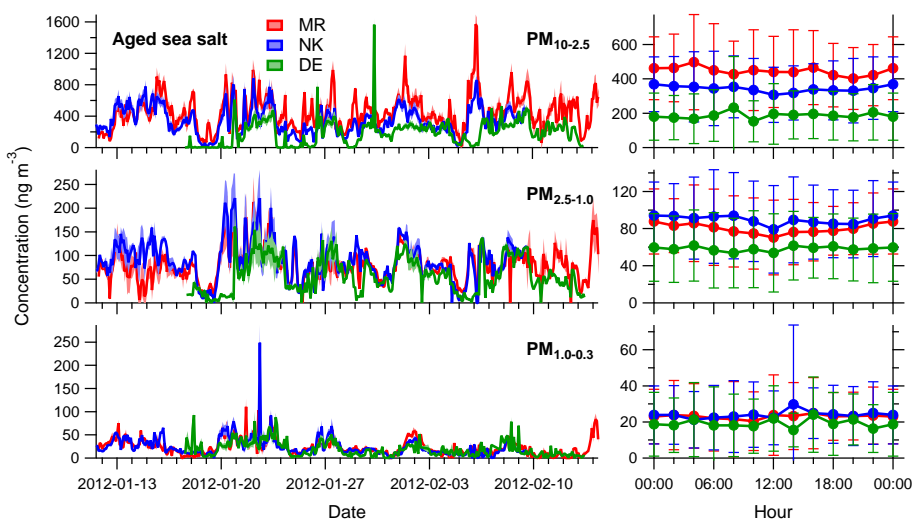 Aged sea salt
MR
NK
DE
PM10-2.5
1600
1200
800
400
0
600
400
200
0
Concentration (ng m-3)
PM2.5-1.0
250
200
150
100
50
0
120
80
40
0
PM1.0-0.3
250
200
150
100
50
0
60
40
20
0
2012-01-13 2012-01-20 2012-01-27 2012-02-03 2012-02-10
00:00 06:00 12:00 18:00 00:00
Date
Hour